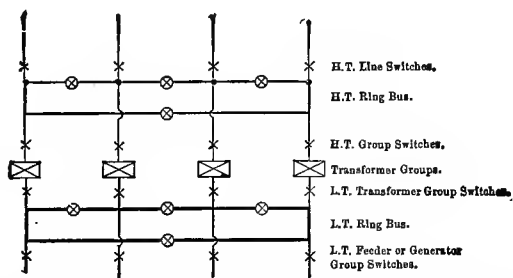 H.T. Line Switches.
H.T. Ring Bus.
H.T. Group Switches.
Transformer Groups.
L.T. Transformer Group Switches.
L.T. Ring Bus.
L.T. Feeder or Generator
Group Switches.